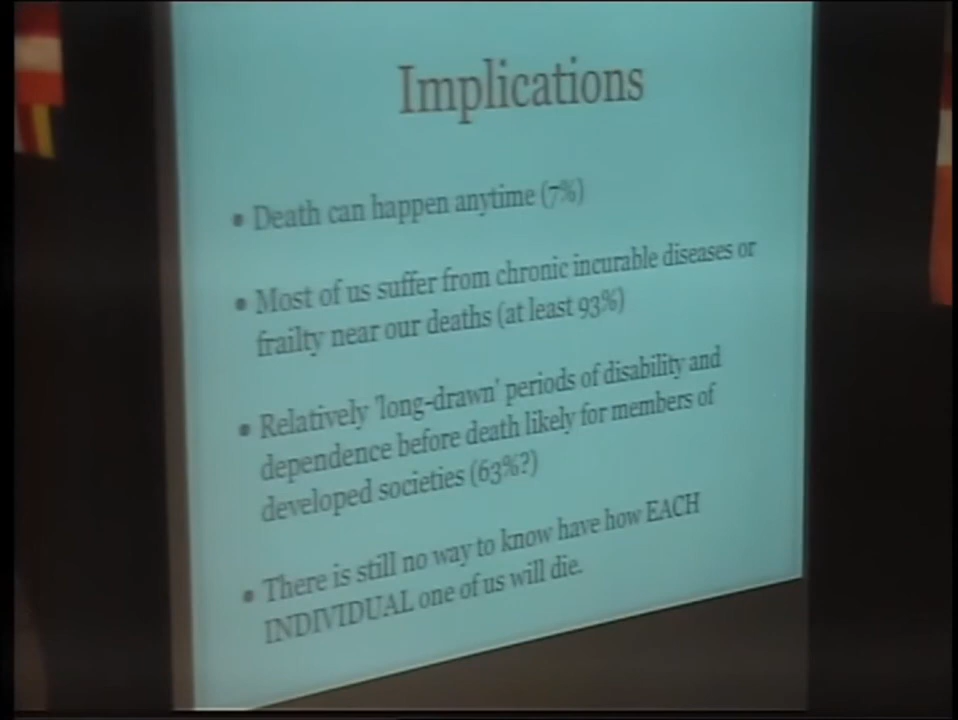 Implications
• Death can happen anytime (7%)
• Most of us suffer from chronic incurable diseases or
frailty near our deaths (at least 93%)
• Relatively 'long-drawn' periods of disability and
dependence before death likely for members of
developed societies (63%?)
• There is still no way to know have how EACH
INDIVIDUAL one of us will die.